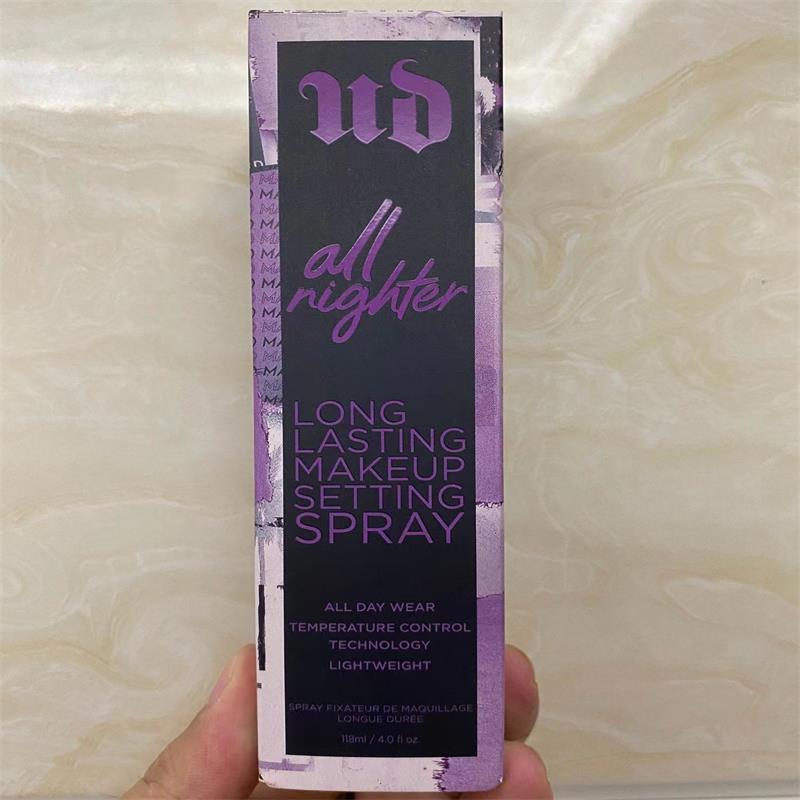 UD
all
nighter
LONG
LASTING
MAKEUP
SETTING
SPRAY
ALL DAY WEAR
TEMPERATURE CONTROL
TECHNOLOGY
LIGHTWEIGHT
SPRAY FIXATEUR DE MAQUILLAGE
LONGUE DURÉE
118ml / 4.0 fl oz